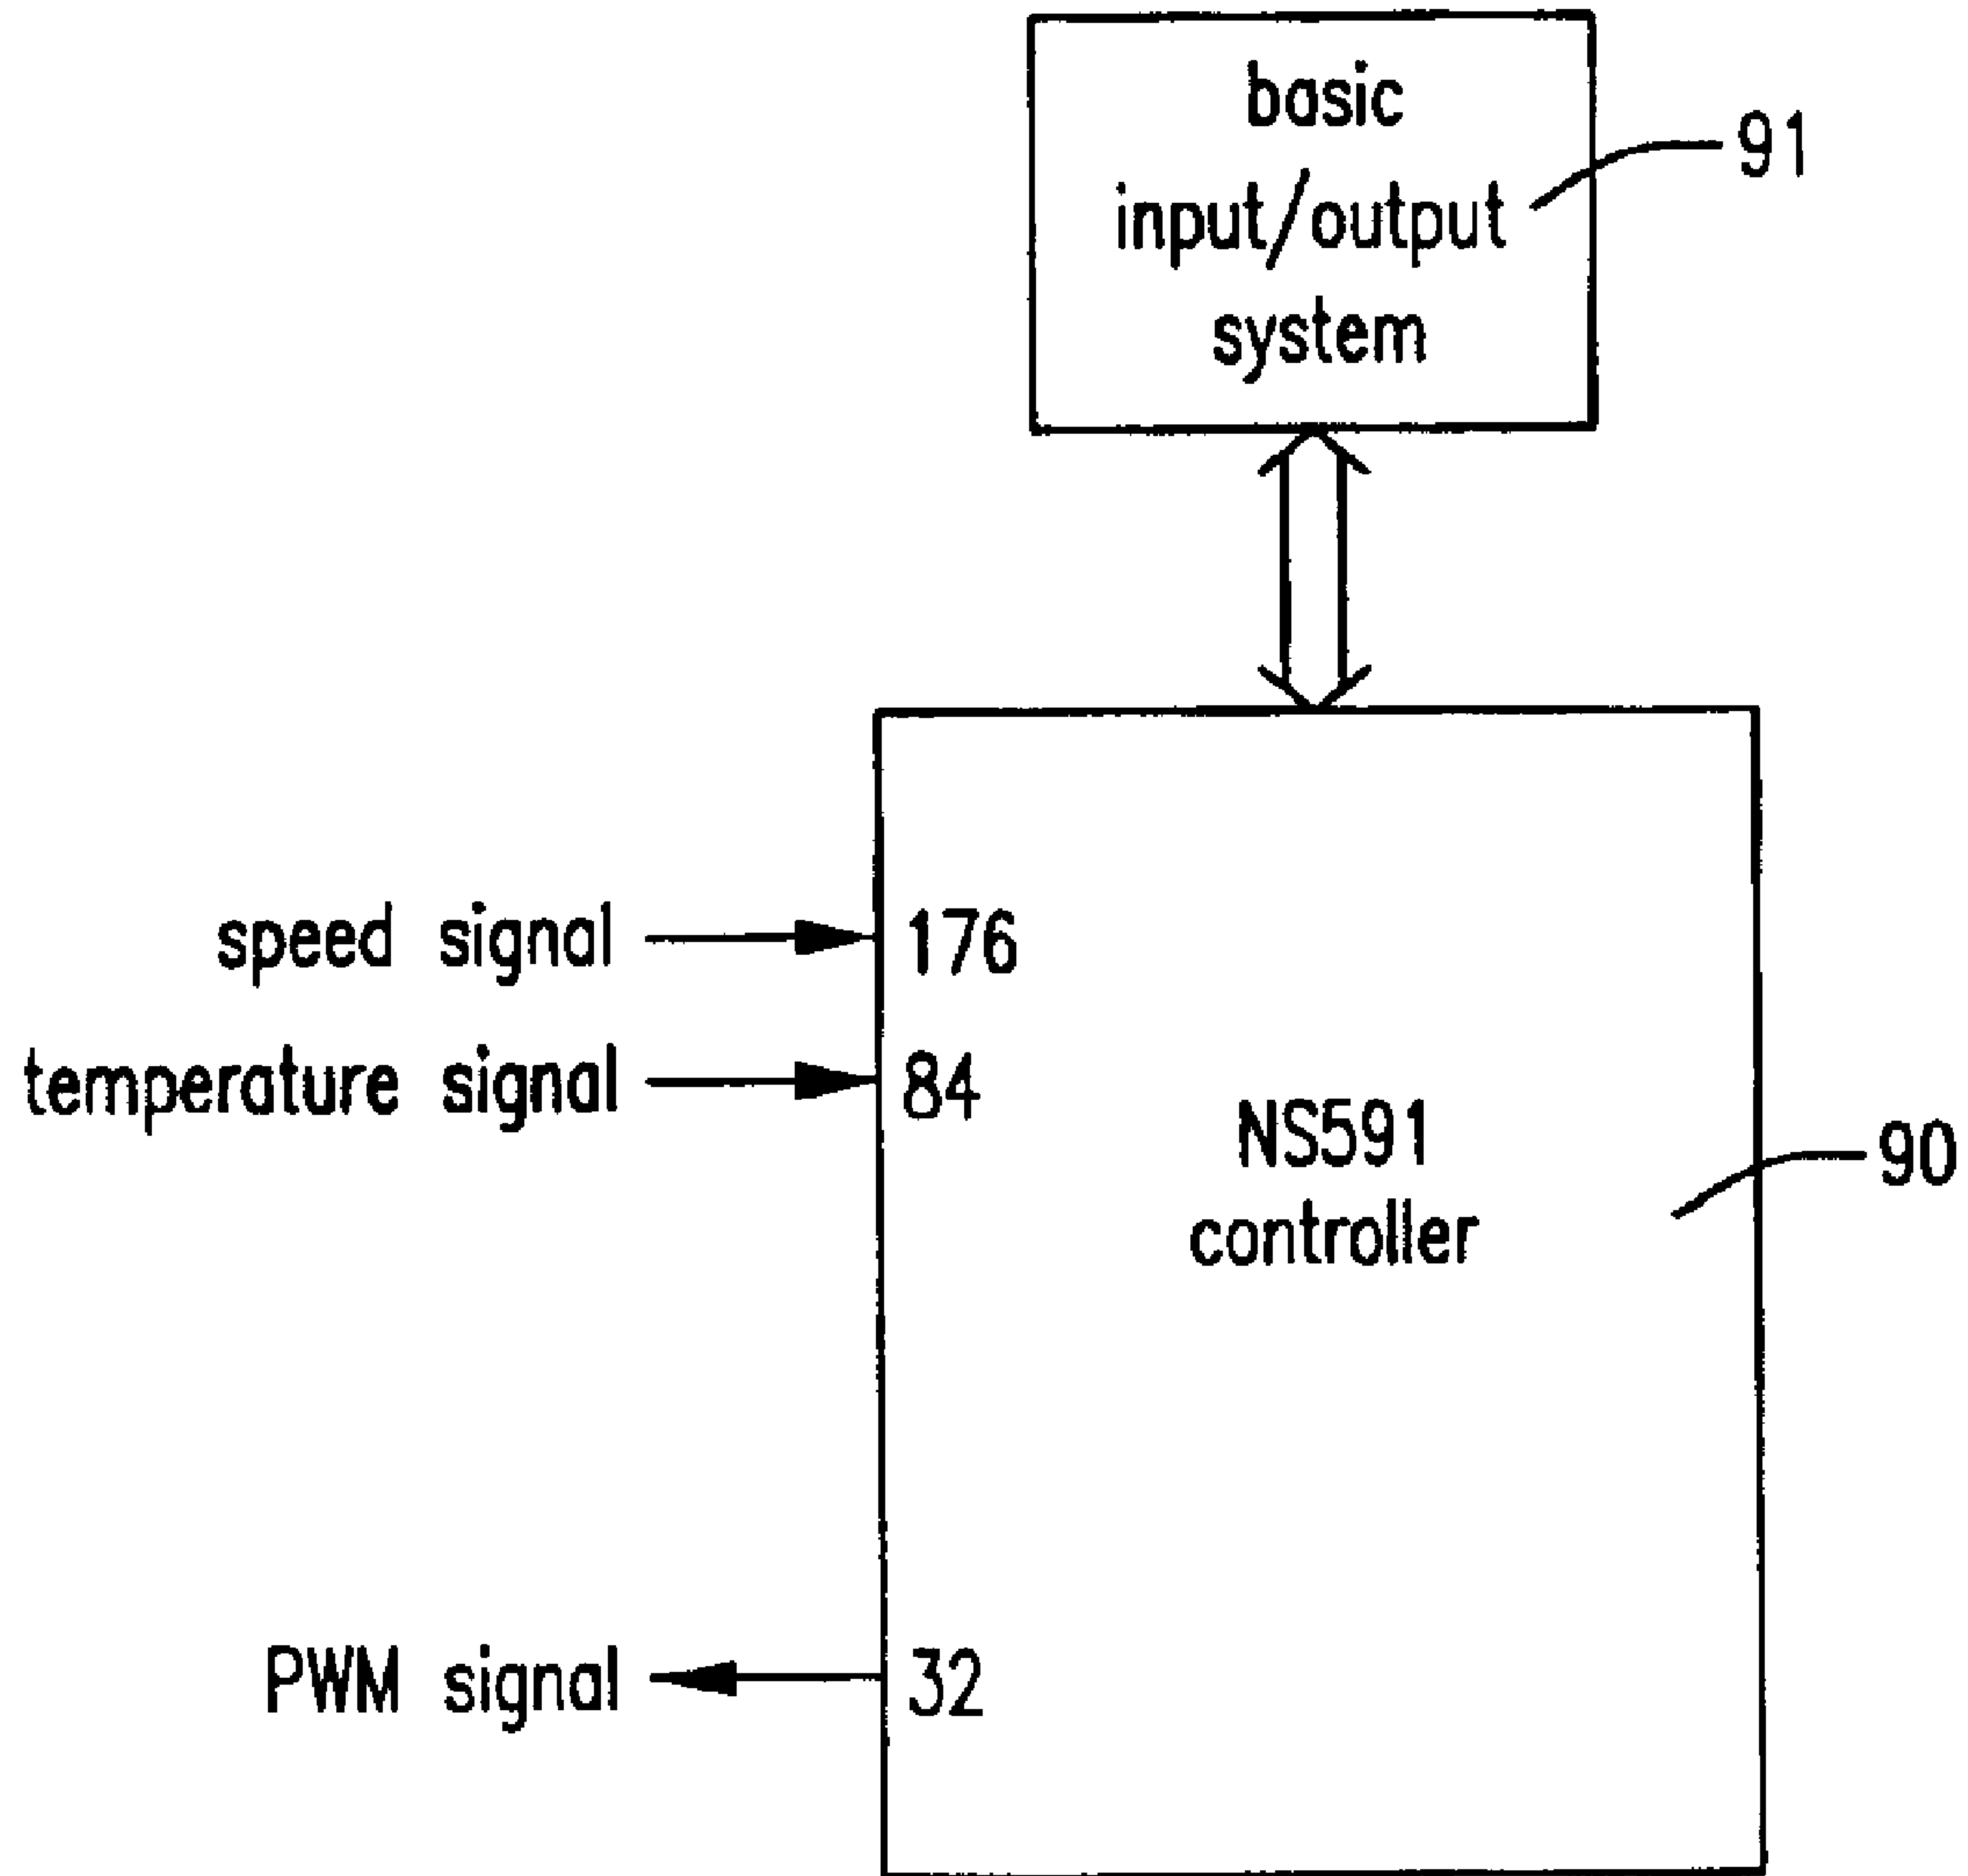 basic
input/output
system
91
speed signal
176
temperature signal
84
NS591
controller
90
PWM signal
32